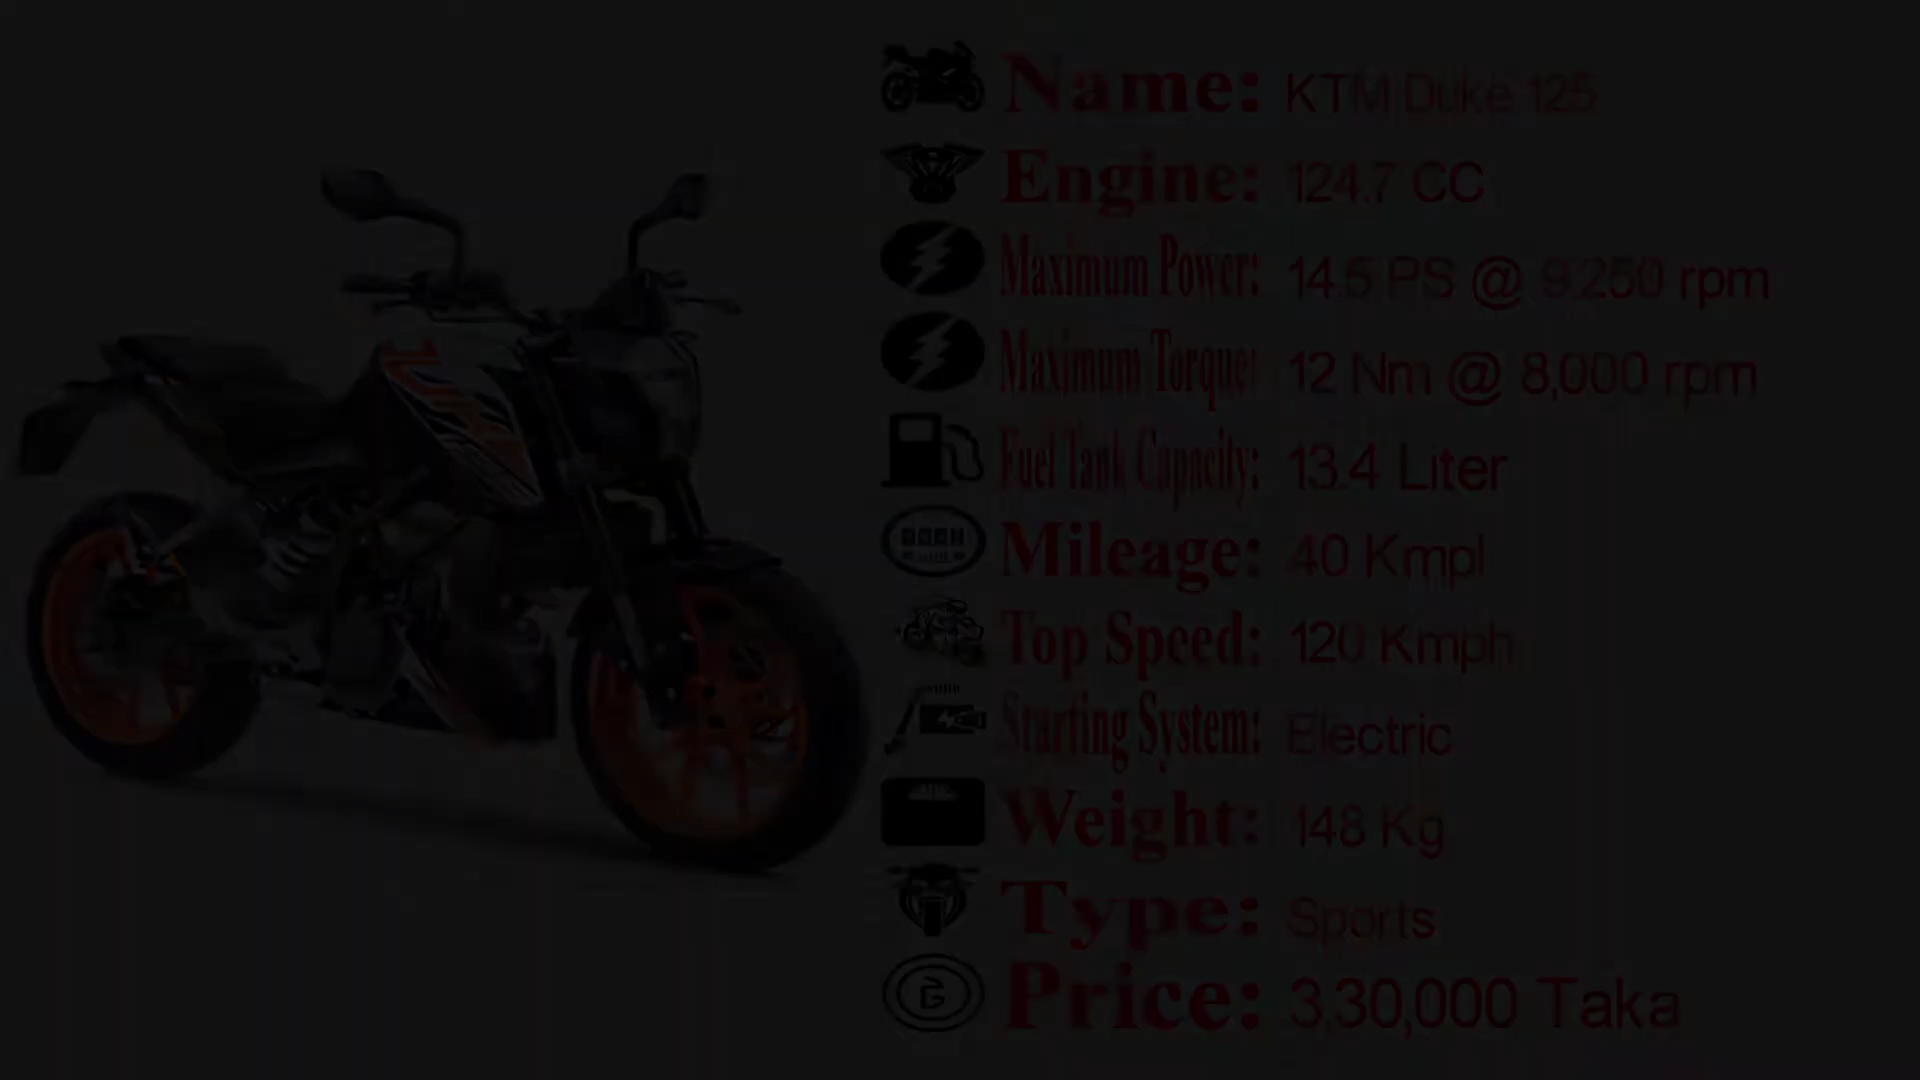 Name: KTM Duke 125
Engine: 124.7 CC
Maximum Power: 14.5 PS @ 9.250 rpm
Maximum Torque: 12 Nm @ 8,000 rpm
Fuel Tank Capacity: 13.4 Liter
Mileage: 40 Kmpl
Top Speed: 120 Kmph
Starting System: Electric
Weight: 148 Kg
Type: Sports
Price: 3,30,000 Taka